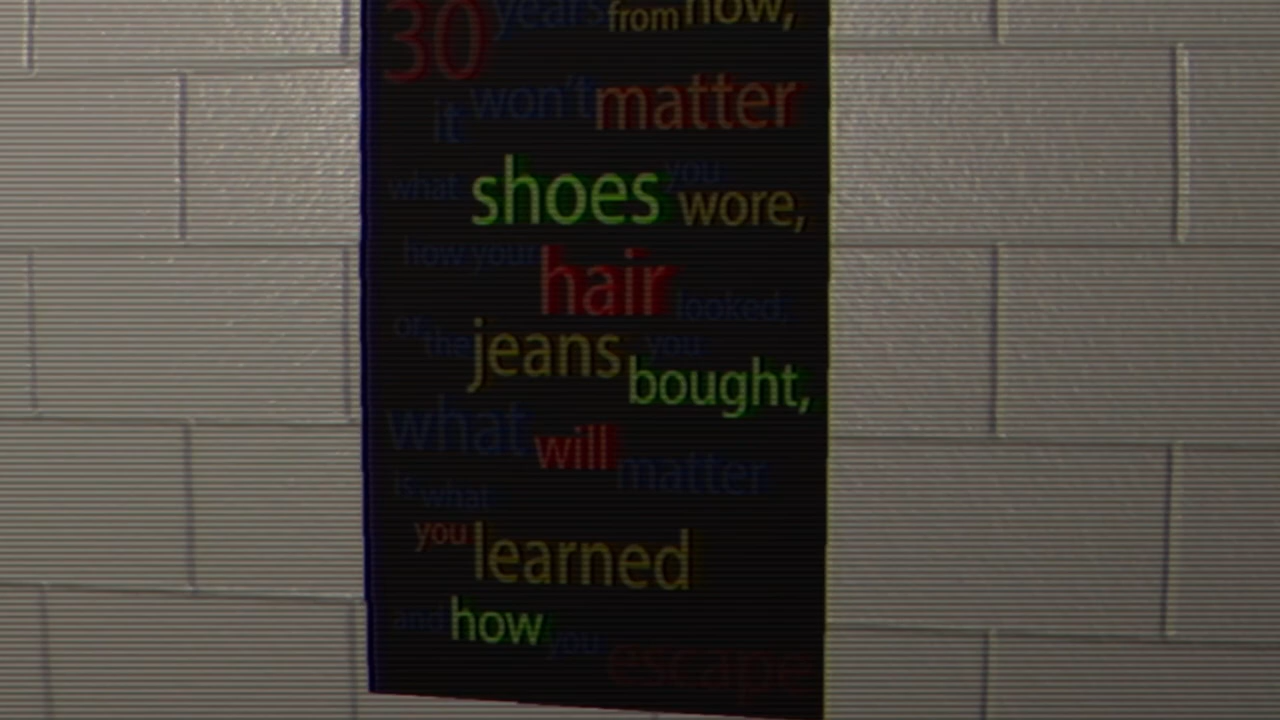 30 years from now,
it won't matter
what shoes you wore,
how your hair looked,
of the jeans you bought,
what will matter
is what
you learned
and how you
escape